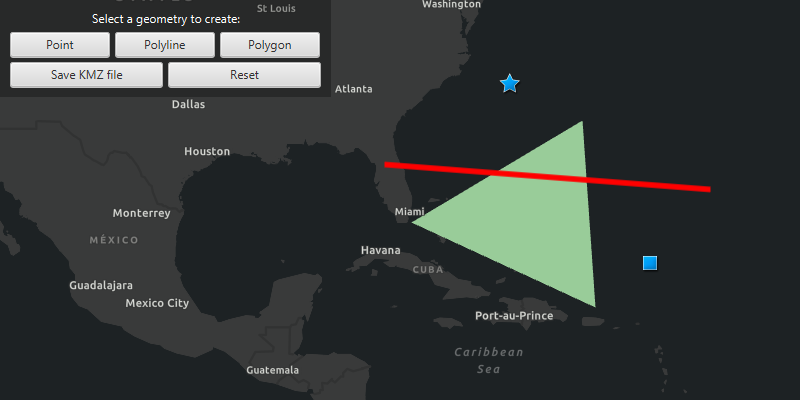 St Louis
Washington
Select a geometry to create:
Point
Polyline
Polygon
Save KMZ file
Reset
Atlanta
Dallas
Houston
Monterrey
Miami
MÉXICO
Havana
CUBA
Guadalajara
Mexico City
Port-au-Prince
Caribbean
Sea
Guatemala